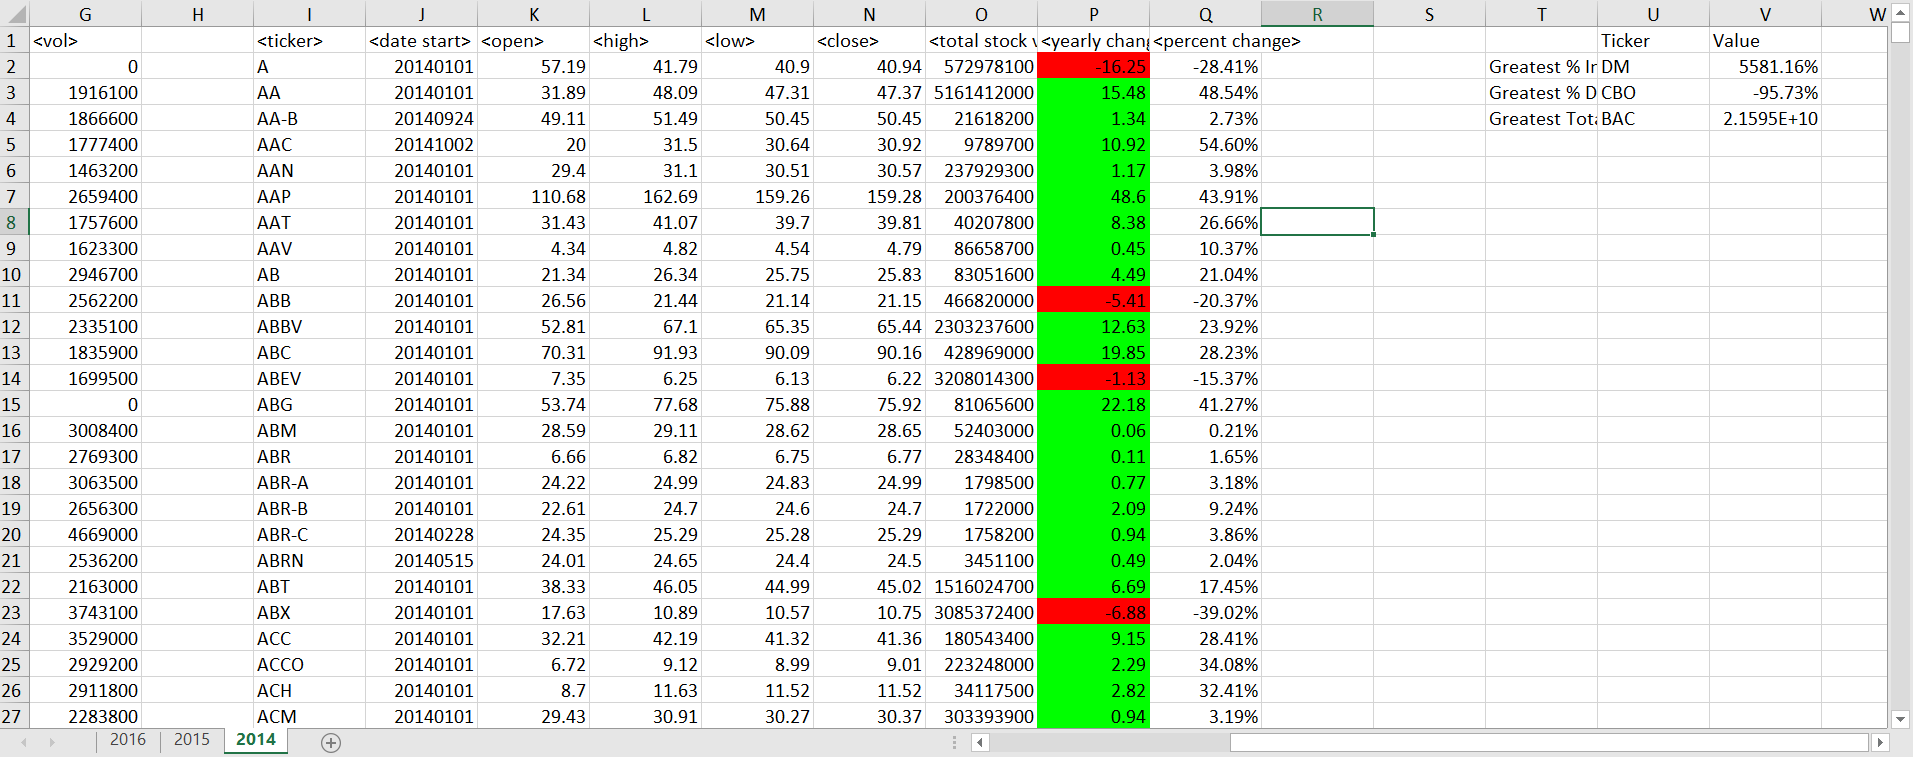 G H I J K L M N O P Q R S T U V W
1 <vol> <ticker> <date start> <open> <high> <low> <close> <total stock v <yearly chang <percent change> Ticker Value
2 0 A 20140101 57.19 41.79 40.9 40.94 572978100 -16.25 -28.41% Greatest % In DM 5581.16%
3 1916100 AA 20140101 31.89 48.09 47.31 47.37 5161412000 15.48 48.54% Greatest % D CBO -95.73%
4 1866600 AA-B 20140924 49.11 51.49 50.45 50.45 21618200 1.34 2.73% Greatest Tota BAC 2.1595E+10
5 1777400 AAC 20141002 20 31.5 30.64 30.92 9789700 10.92 54.60%
6 1463200 AAN 20140101 29.4 31.1 30.51 30.57 237929300 1.17 3.98%
7 2659400 AAP 20140101 110.68 162.69 159.26 159.28 200376400 48.6 43.91%
8 1757600 AAT 20140101 31.43 41.07 39.7 39.81 40207800 8.38 26.66%
9 1623300 AAV 20140101 4.34 4.82 4.54 4.79 86658700 0.45 10.37%
10 2946700 AB 20140101 21.34 26.34 25.75 25.83 83051600 4.49 21.04%
11 2562200 ABB 20140101 26.56 21.44 21.14 21.15 466820000 -5.41 -20.37%
12 2335100 ABBV 20140101 52.81 67.1 65.35 65.44 2303237600 12.63 23.92%
13 1835900 ABC 20140101 70.31 91.93 90.09 90.16 428969000 19.85 28.23%
14 1699500 ABEV 20140101 7.35 6.25 6.13 6.22 3208014300 -1.13 -15.37%
15 0 ABG 20140101 53.74 77.68 75.88 75.92 81065600 22.18 41.27%
16 3008400 ABM 20140101 28.59 29.11 28.62 28.65 52403000 0.06 0.21%
17 2769300 ABR 20140101 6.66 6.82 6.75 6.77 28348400 0.11 1.65%
18 3063500 ABR-A 20140101 24.22 24.99 24.83 24.99 1798500 0.77 3.18%
19 2656300 ABR-B 20140101 22.61 24.7 24.6 24.7 1722000 2.09 9.24%
20 4669000 ABR-C 20140228 24.35 25.29 25.28 25.29 1758200 0.94 3.86%
21 2536200 ABRN 20140515 24.01 24.65 24.4 24.5 3451100 0.49 2.04%
22 2163000 ABT 20140101 38.33 46.05 44.99 45.02 1516024700 6.69 17.45%
23 3743100 ABX 20140101 17.63 10.89 10.57 10.75 3085372400 -6.88 -39.02%
24 3529000 ACC 20140101 32.21 42.19 41.32 41.36 180543400 9.15 28.41%
25 2929200 ACCO 20140101 6.72 9.12 8.99 9.01 223248000 2.29 34.08%
26 2911800 ACH 20140101 8.7 11.63 11.52 11.52 34117500 2.82 32.41%
27 2283800 ACM 20140101 29.43 30.91 30.27 30.37 303393900 0.94 3.19%
2016 2015 2014